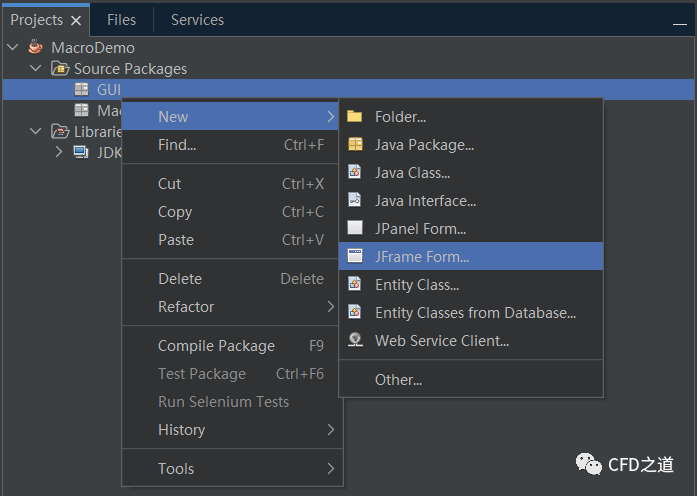 Projects Files Services
MacroDemo
Source Packages
GUI
Mac
Librarie
JDK
New
Find... Ctrl+F
Cut Ctrl+X
Copy Ctrl+C
Paste Ctrl+V
Delete Delete
Refactor
Compile Package F9
Test Package Ctrl+F6
Run Selenium Tests
History
Tools
Folder...
Java Package...
Java Class...
Java Interface...
JPanel Form...
JFrame Form...
Entity Class...
Entity Classes from Database...
Web Service Client...
Other...
CFD之道